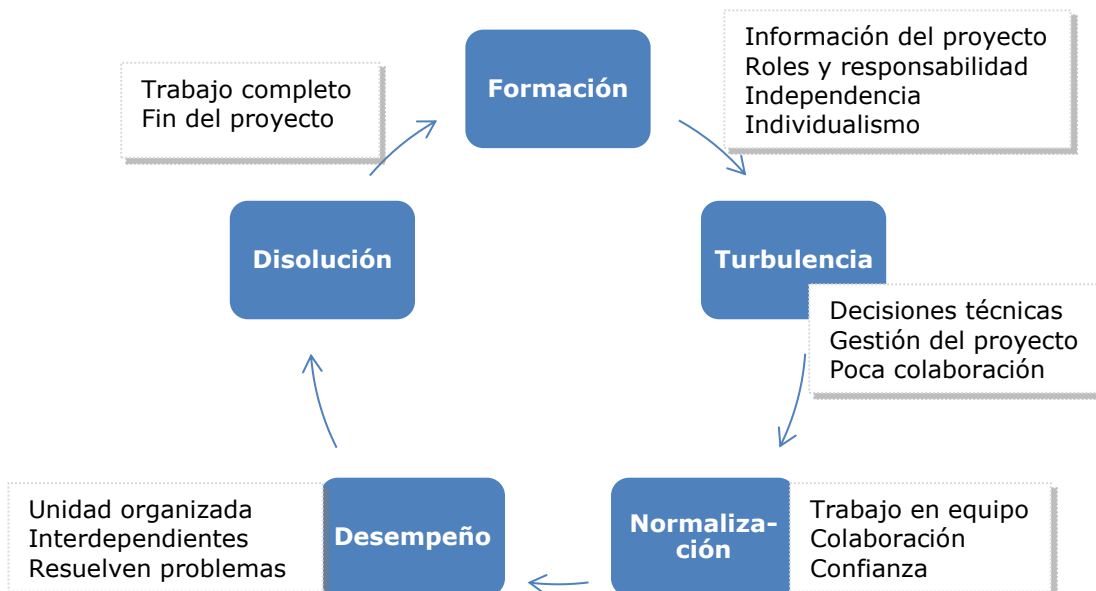 Formación
Información del proyecto
Roles y responsabilidad
Independencia
Individualismo
Turbulencia
Decisiones técnicas
Gestión del proyecto
Poca colaboración
Normaliza-
ción
Trabajo en equipo
Colaboración
Confianza
Desempeño
Unidad organizada
Interdependientes
Resuelven problemas
Disolución
Trabajo completo
Fin del proyecto